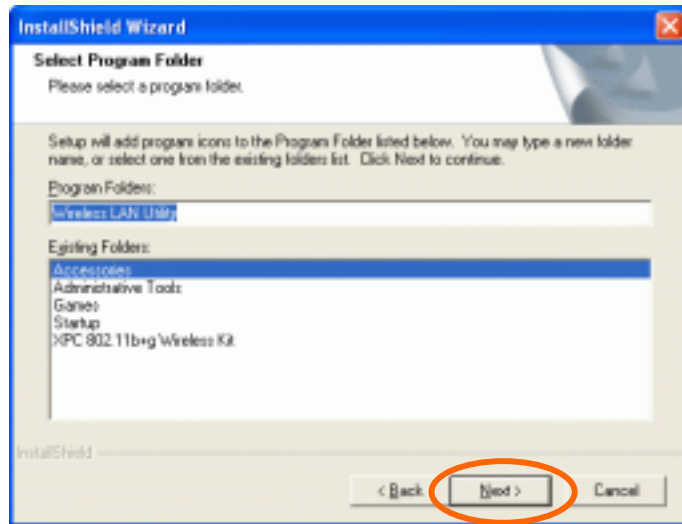 InstallShield Wizard
Select Program Folder
Please select a program folder.
Setup will add program icons to the Program Folder listed below. You may type a new folder
name, or select one from the existing folders list. Click Next to continue.
Program Folders:
Wireless LAN Utility
Existing Folders:
Accessories
Administrative Tools
Games
Startup
XPC 802.11b+g Wireless Kit
InstallShield
< Back
Next >
Cancel